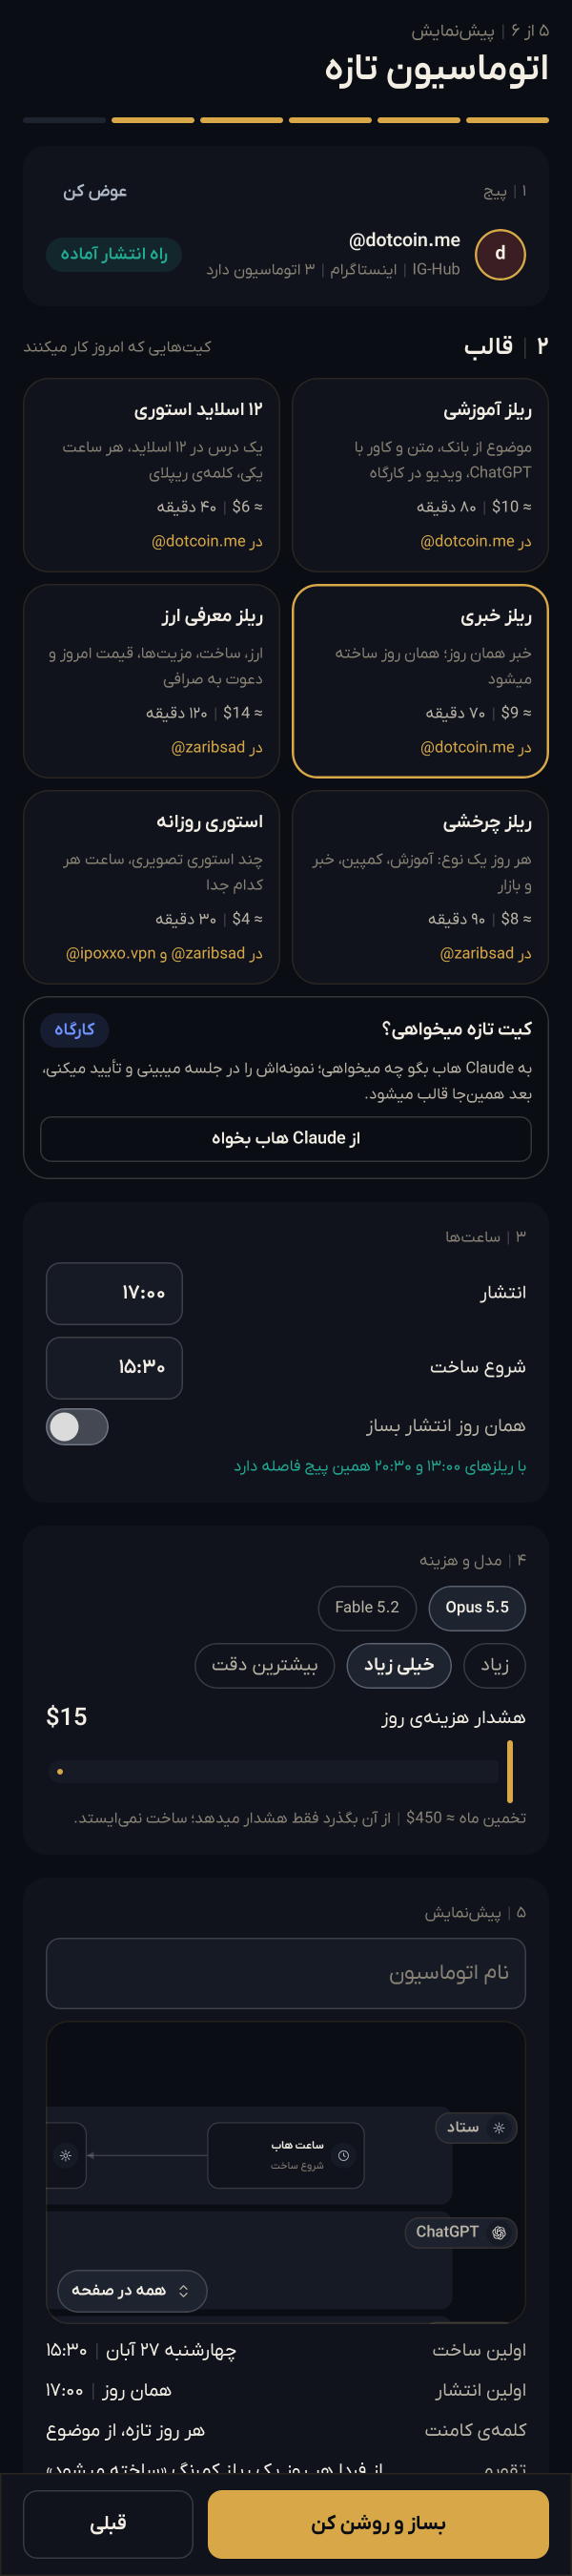 ۵ از ۶ | پیش‌نمایش
اتوماسیون تازه
۱ | پیج
عوض کن
d
@dotcoin.me
IG-Hub | اینستاگرام | ۳ اتوماسیون دارد
راه انتشار آماده
۲ | قالب
کیت‌هایی که امروز کار میکنند
ریلز آموزشی
موضوع از بانک، متن و کاور با
ChatGPT، ویدیو در کارگاه
≈ $10 | ۸۰ دقیقه
در @dotcoin.me
۱۲ اسلاید استوری
یک درس در ۱۲ اسلاید، هر ساعت
یکی، کلمه‌ی ریپلای
≈ $6 | ۴۰ دقیقه
در @dotcoin.me
ریلز خبری
خبر همان روز؛ همان روز ساخته
میشود
≈ $9 | ۷۰ دقیقه
در @dotcoin.me
ریلز معرفی ارز
ارز، ساخت، مزیت‌ها، قیمت امروز و
دعوت به صرافی
≈ $14 | ۱۲۰ دقیقه
در @zaribsad
ریلز چرخشی
هر روز یک نوع: آموزش، کمپین، خبر
و بازار
≈ $8 | ۹۰ دقیقه
در @zaribsad
استوری روزانه
چند استوری تصویری، ساعت هر
کدام جدا
≈ $4 | ۳۰ دقیقه
در @zaribsad و @ipoxxo.vpn
کیت تازه میخواهی؟
کارگاه
به Claude هاب بگو چه میخواهی؛ نمونه‌اش را در جلسه میبینی و تأیید میکنی،
بعد همین‌جا قالب میشود.
از Claude هاب بخواه
۳ | ساعت‌ها
انتشار
۱۷:۰۰
شروع ساخت
۱۵:۳۰
همان روز انتشار بساز
با ریلزهای ۱۳:۰۰ و ۲۰:۳۰ همین پیج فاصله دارد
۴ | مدل و هزینه
Opus 5.5
Fable 5.2
زیاد
خیلی زیاد
بیشترین دقت
هشدار هزینه‌ی روز
$15
تخمین ماه ≈ $450 | از آن بگذرد فقط هشدار میدهد؛ ساخت نمی‌ایستد.
۵ | پیش‌نمایش
نام اتوماسیون
ستاد
ساعت هاب
شروع ساخت
ChatGPT
همه در صفحه
اولین ساخت
چهارشنبه ۲۷ آبان | ۱۵:۳۰
اولین انتشار
همان روز | ۱۷:۰۰
کلمه‌ی کامنت
هر روز تازه، از موضوع
تقویم
از فردا هر روز یک ریلز کمرنگ «ساخته میشود»
بساز و روشن کن
قبلی